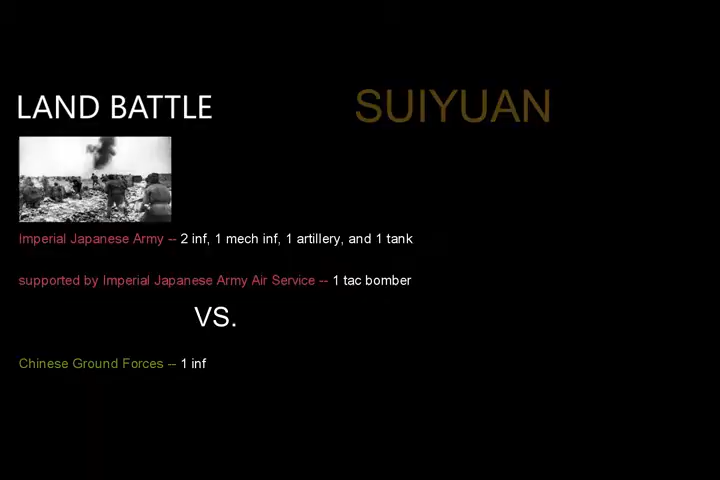 LAND BATTLE SUIYUAN
Imperial Japanese Army -- 2 inf, 1 mech inf, 1 artillery, and 1 tank
supported by Imperial Japanese Army Air Service -- 1 tac bomber
VS.
Chinese Ground Forces -- 1 inf